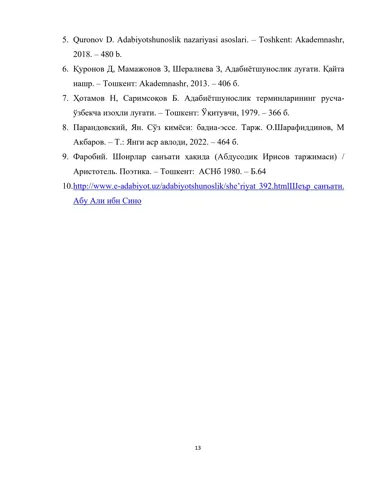 5. Quronov D. Adabiyotshunoslik nazariyasi asoslari. – Toshkent: Akademnashr,
2018. – 480 b.
6. Қуронов Д, Мамажонов З, Шералиева З, Адабиётшунослик луғати. Қайта
нашр. – Тошкент: Akademnashr, 2013. – 406 б.
7. Ҳотамов Н, Саримсоқов Б. Адабиётшунослик терминларининг русча-
ўзбекча изоҳли луғати. – Тошкент: Ўқитувчи, 1979. – 366 б.
8. Парандовский, Ян. Сўз кимёси: бадиа-эссе. Тарж. О.Шарафиддинов, М
Акбаров. – Т.: Янги аср авлоди, 2022. – 464 б.
9. Фаробий. Шоирлар санъати ҳақида (Абдусодиқ Ирисов таржимаси) /
Аристотель. Поэтика. – Тошкент: АСНб 1980. – Б.64
10.http://www.e-adabiyot.uz/adabiyotshunoslik/she’riyat 392.htmlШеър санъати.
Абу Али ибн Сино
13